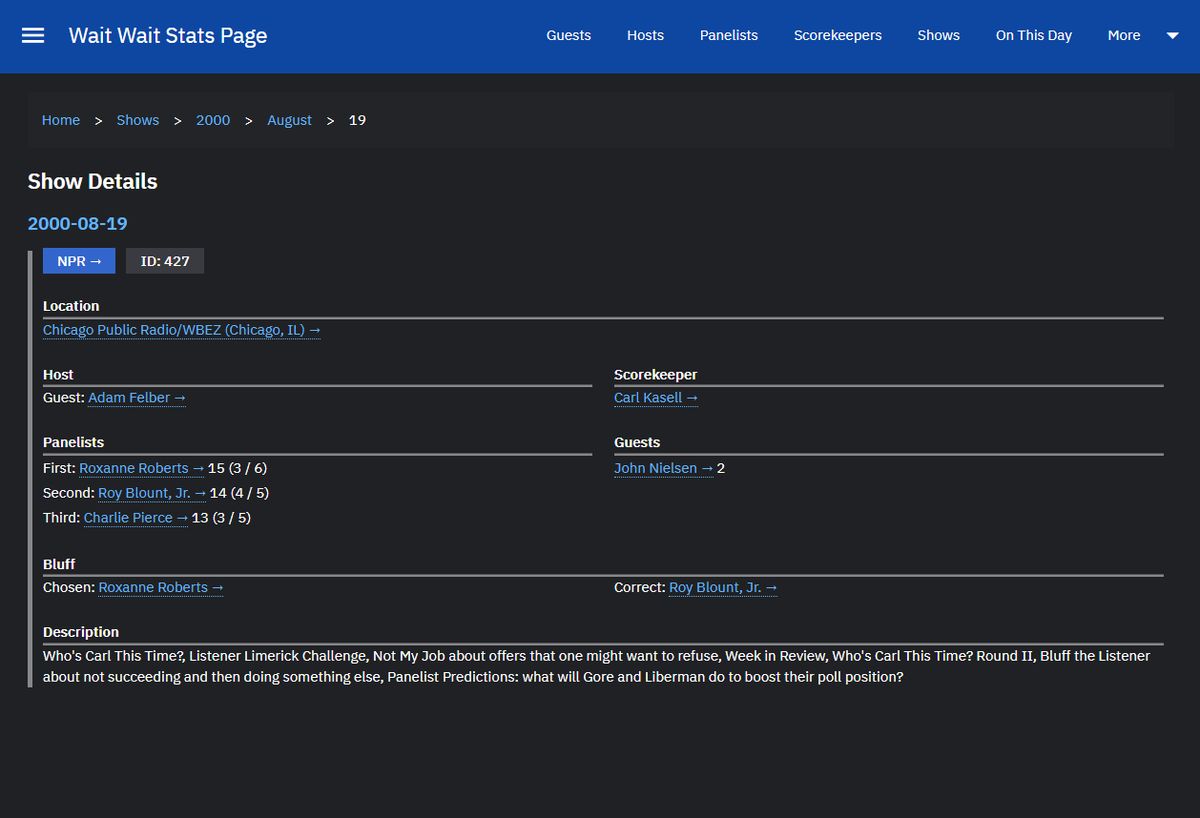 Wait Wait Stats Page
Guests Hosts Panelists Scorekeepers Shows On This Day More
Home > Shows > 2000 > August > 19
Show Details
2000-08-19
NPR → ID: 427
Location
Chicago Public Radio/WBEZ (Chicago, IL) →
Host
Guest: Adam Felber →
Scorekeeper
Carl Kasell →
Panelists
First: Roxanne Roberts → 15 (3 / 6)
Second: Roy Blount, Jr. → 14 (4 / 5)
Third: Charlie Pierce → 13 (3 / 5)
Guests
John Nielsen → 2
Bluff
Chosen: Roxanne Roberts →
Correct: Roy Blount, Jr. →
Description
Who's Carl This Time?, Listener Limerick Challenge, Not My Job about offers that one might want to refuse, Week in Review, Who's Carl This Time? Round II, Bluff the Listener
about not succeeding and then doing something else, Panelist Predictions: what will Gore and Liberman do to boost their poll position?